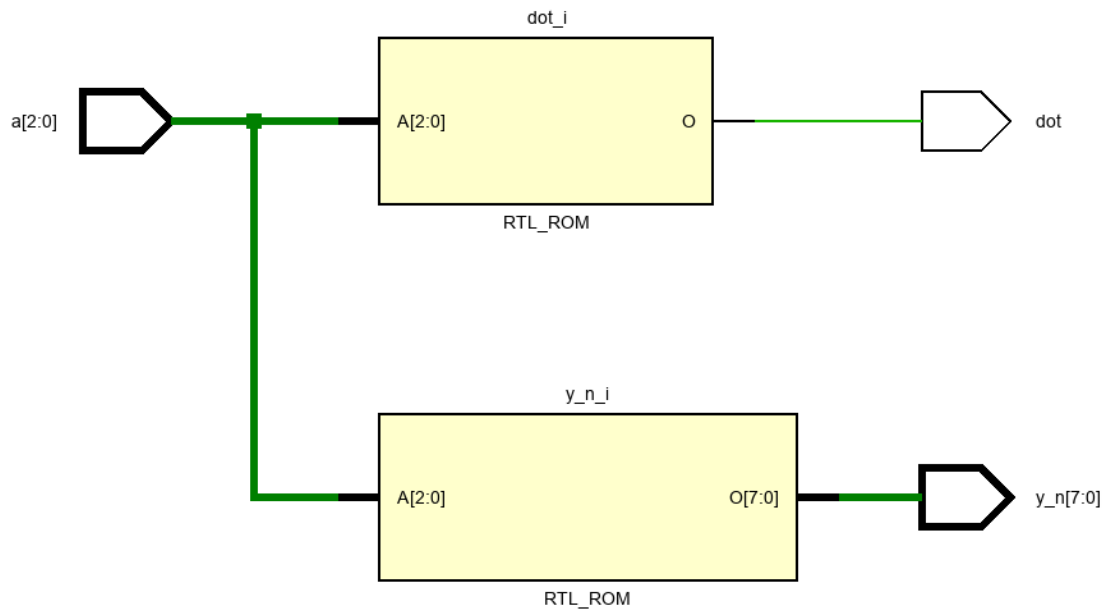 dot_i
a[2:0]
A[2:0]
O
dot
RTL_ROM
y_n_i
A[2:0]
O[7:0]
y_n[7:0]
RTL_ROM